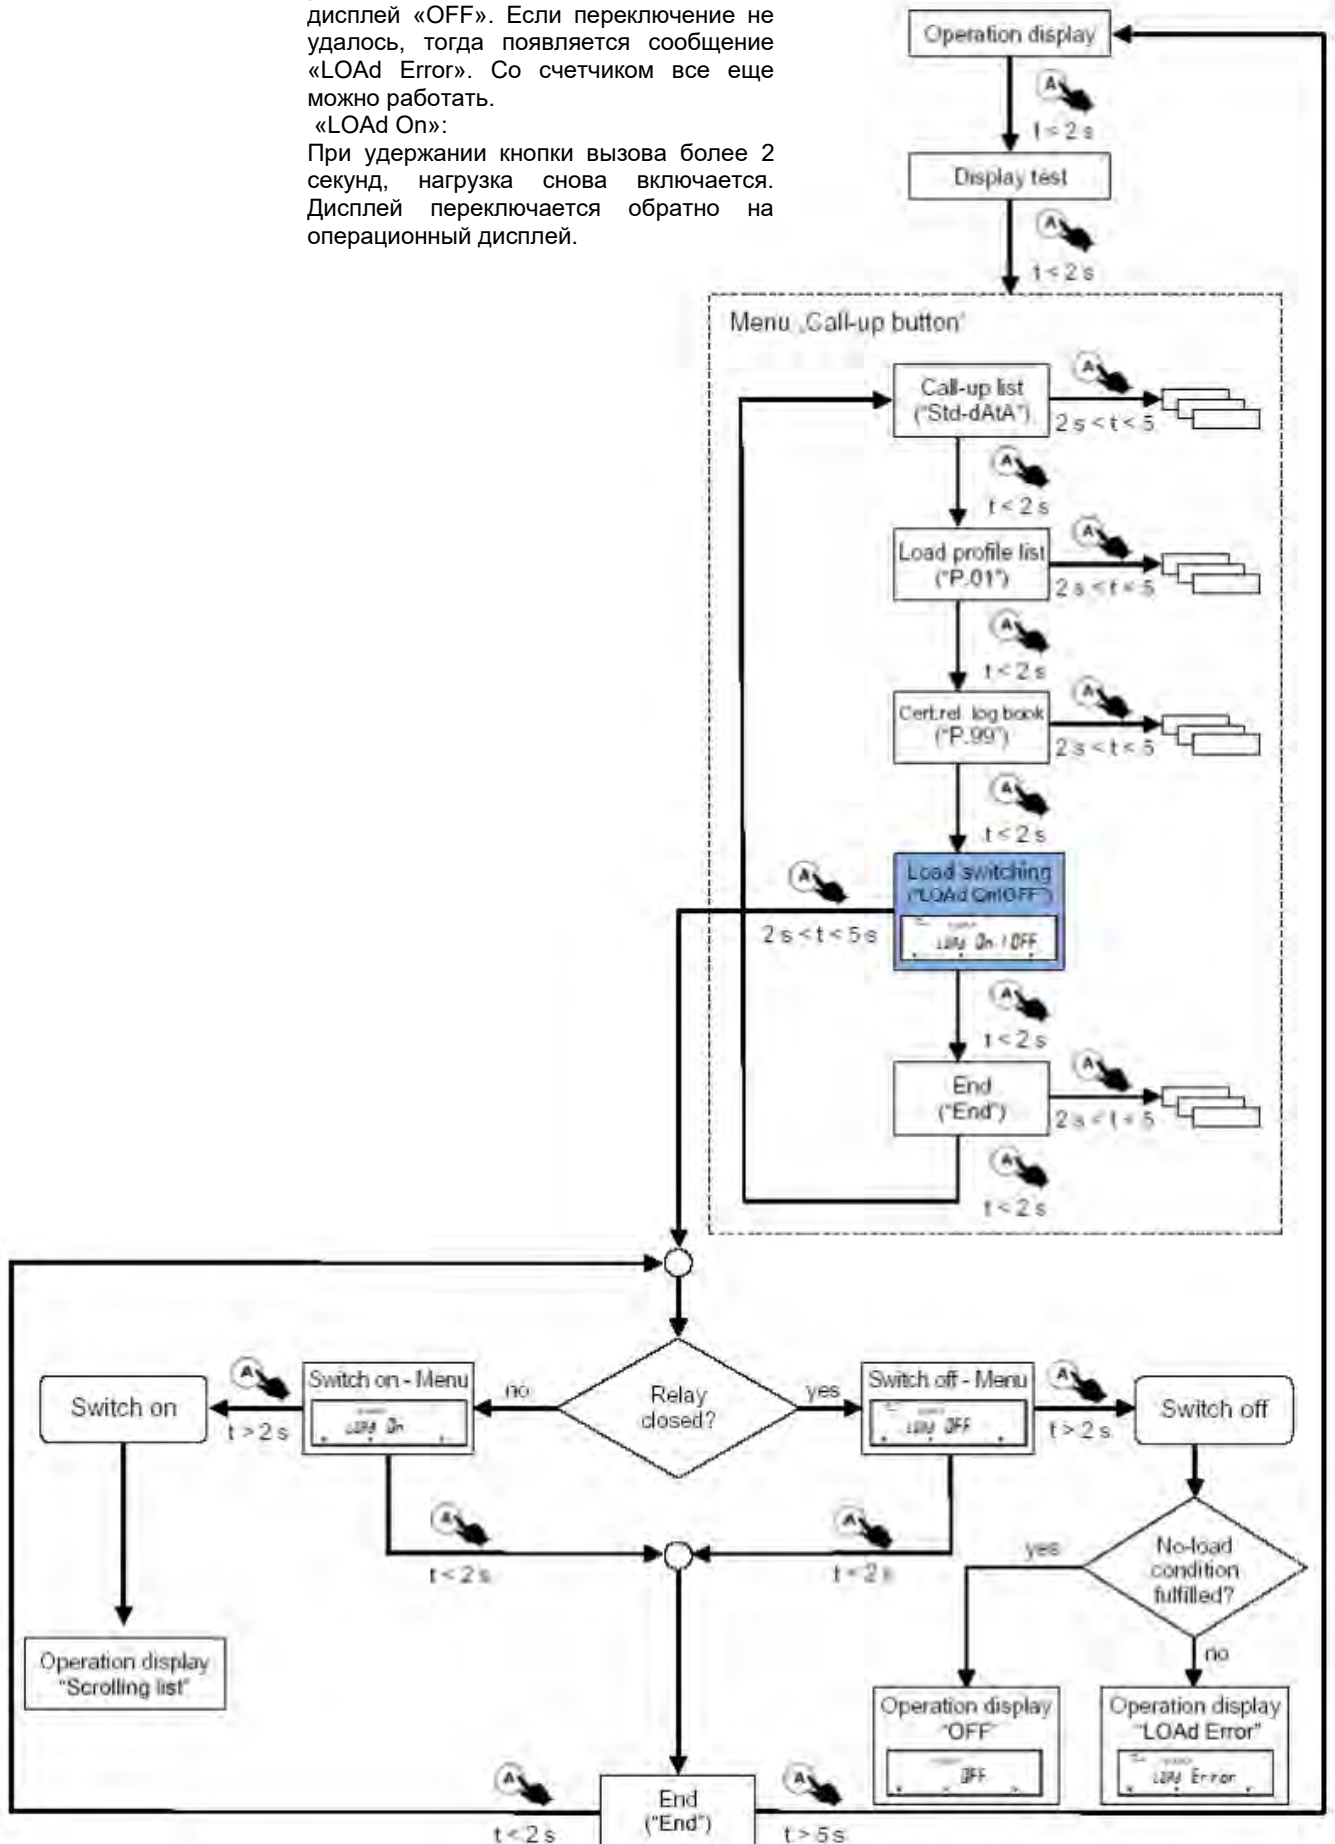 дисплей «OFF». Если переключение не
удалось, тогда появляется сообщение
«LOAd Error». Со счетчиком все еще
можно работать.
«LOAd On»:
При удержании кнопки вызова более 2
секунд, нагрузка снова включается.
Дисплей переключается обратно на
операционный дисплей.
Operation display
A
t < 2 s
Display test
A
t < 2 s
Menu „Call-up button“
Call-up list
("Std-dAtA")
A
2 s < t < 5
A
t < 2 s
Load profile list
("P.01")
A
2 s < t < 5
A
t < 2 s
Cert.rel. log book
("P.99")
A
2 s < t < 5
A
t < 2 s
Load switching
("LOAd On/OFF")
LOAd On / OFF
A
2 s < t < 5 s
A
t < 2 s
End
("End")
A
2 s < t < 5
A
t < 2 s
Switch on
A
t > 2 s
Switch on - Menu
LOAd On
no
Relay
closed?
yes
Switch off - Menu
LOAd OFF
A
t > 2 s
Switch off
A
t < 2 s
A
t < 2 s
No-load
condition
fulfilled?
yes
no
Operation display
"Scrolling list"
Operation display
"OFF"
OFF
Operation display
"LOAd Error"
LOAd Error
A
t < 2 s
End
("End")
A
t > 5 s